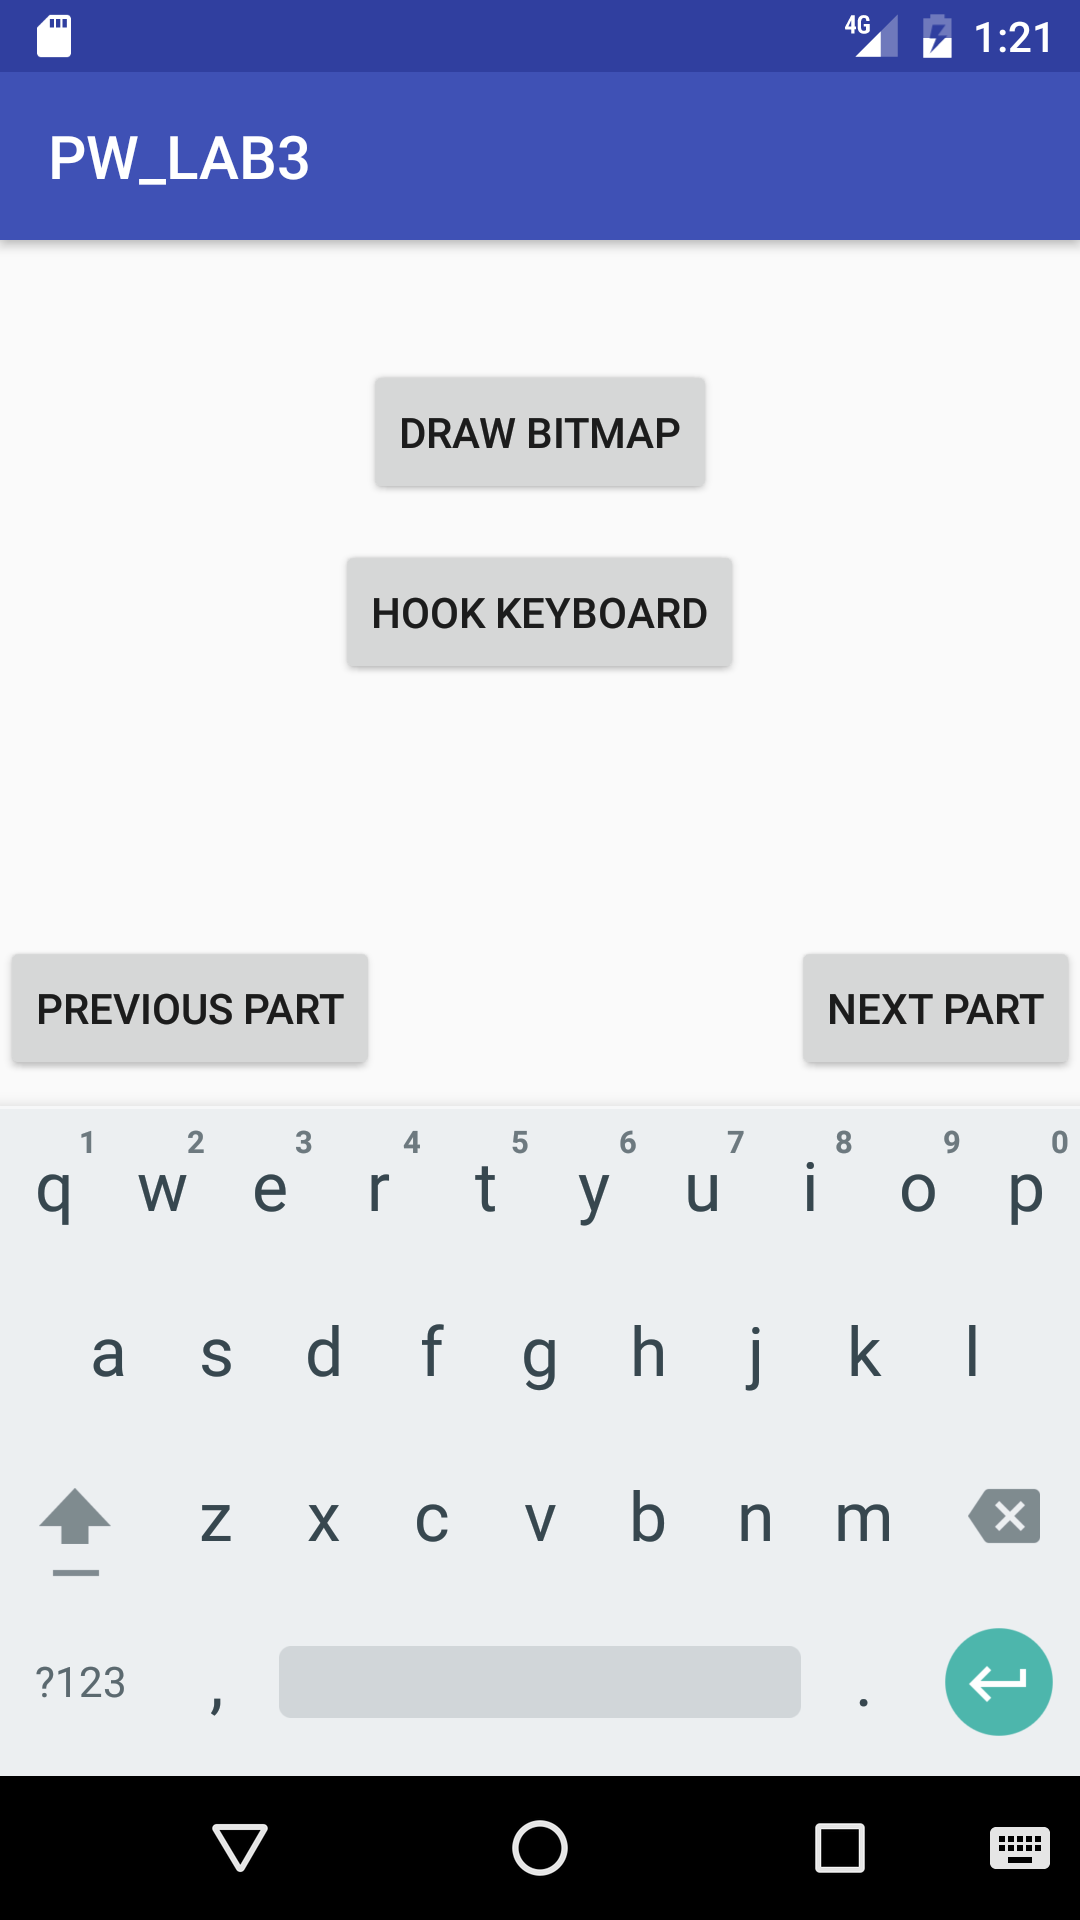 4G 1:21
PW_LAB3
DRAW BITMAP
HOOK KEYBOARD
PREVIOUS PART NEXT PART
1 2 3 4 5 6 7 8 9 0
q w e r t y u i o p
a s d f g h j k l
z x c v b n m
?123 , .